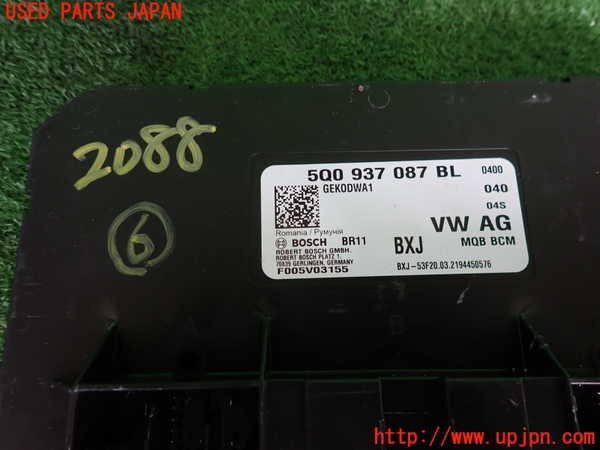 USED PARTS JAPAN
2088
6
5Q0 937 087 BL 0400
GEKODWA1 040
04S
Romania / Румунія
VW AG
BOSCH BR11 BXJ MQB BCM
ROBERT BOSCH GMBH.
ROBERT BOSCH PLATZ 1.
70839 GERLINGEN, GERMANY
BXJ-53F20.03.2194450576
F005V03155
http://www.upjpn.com/